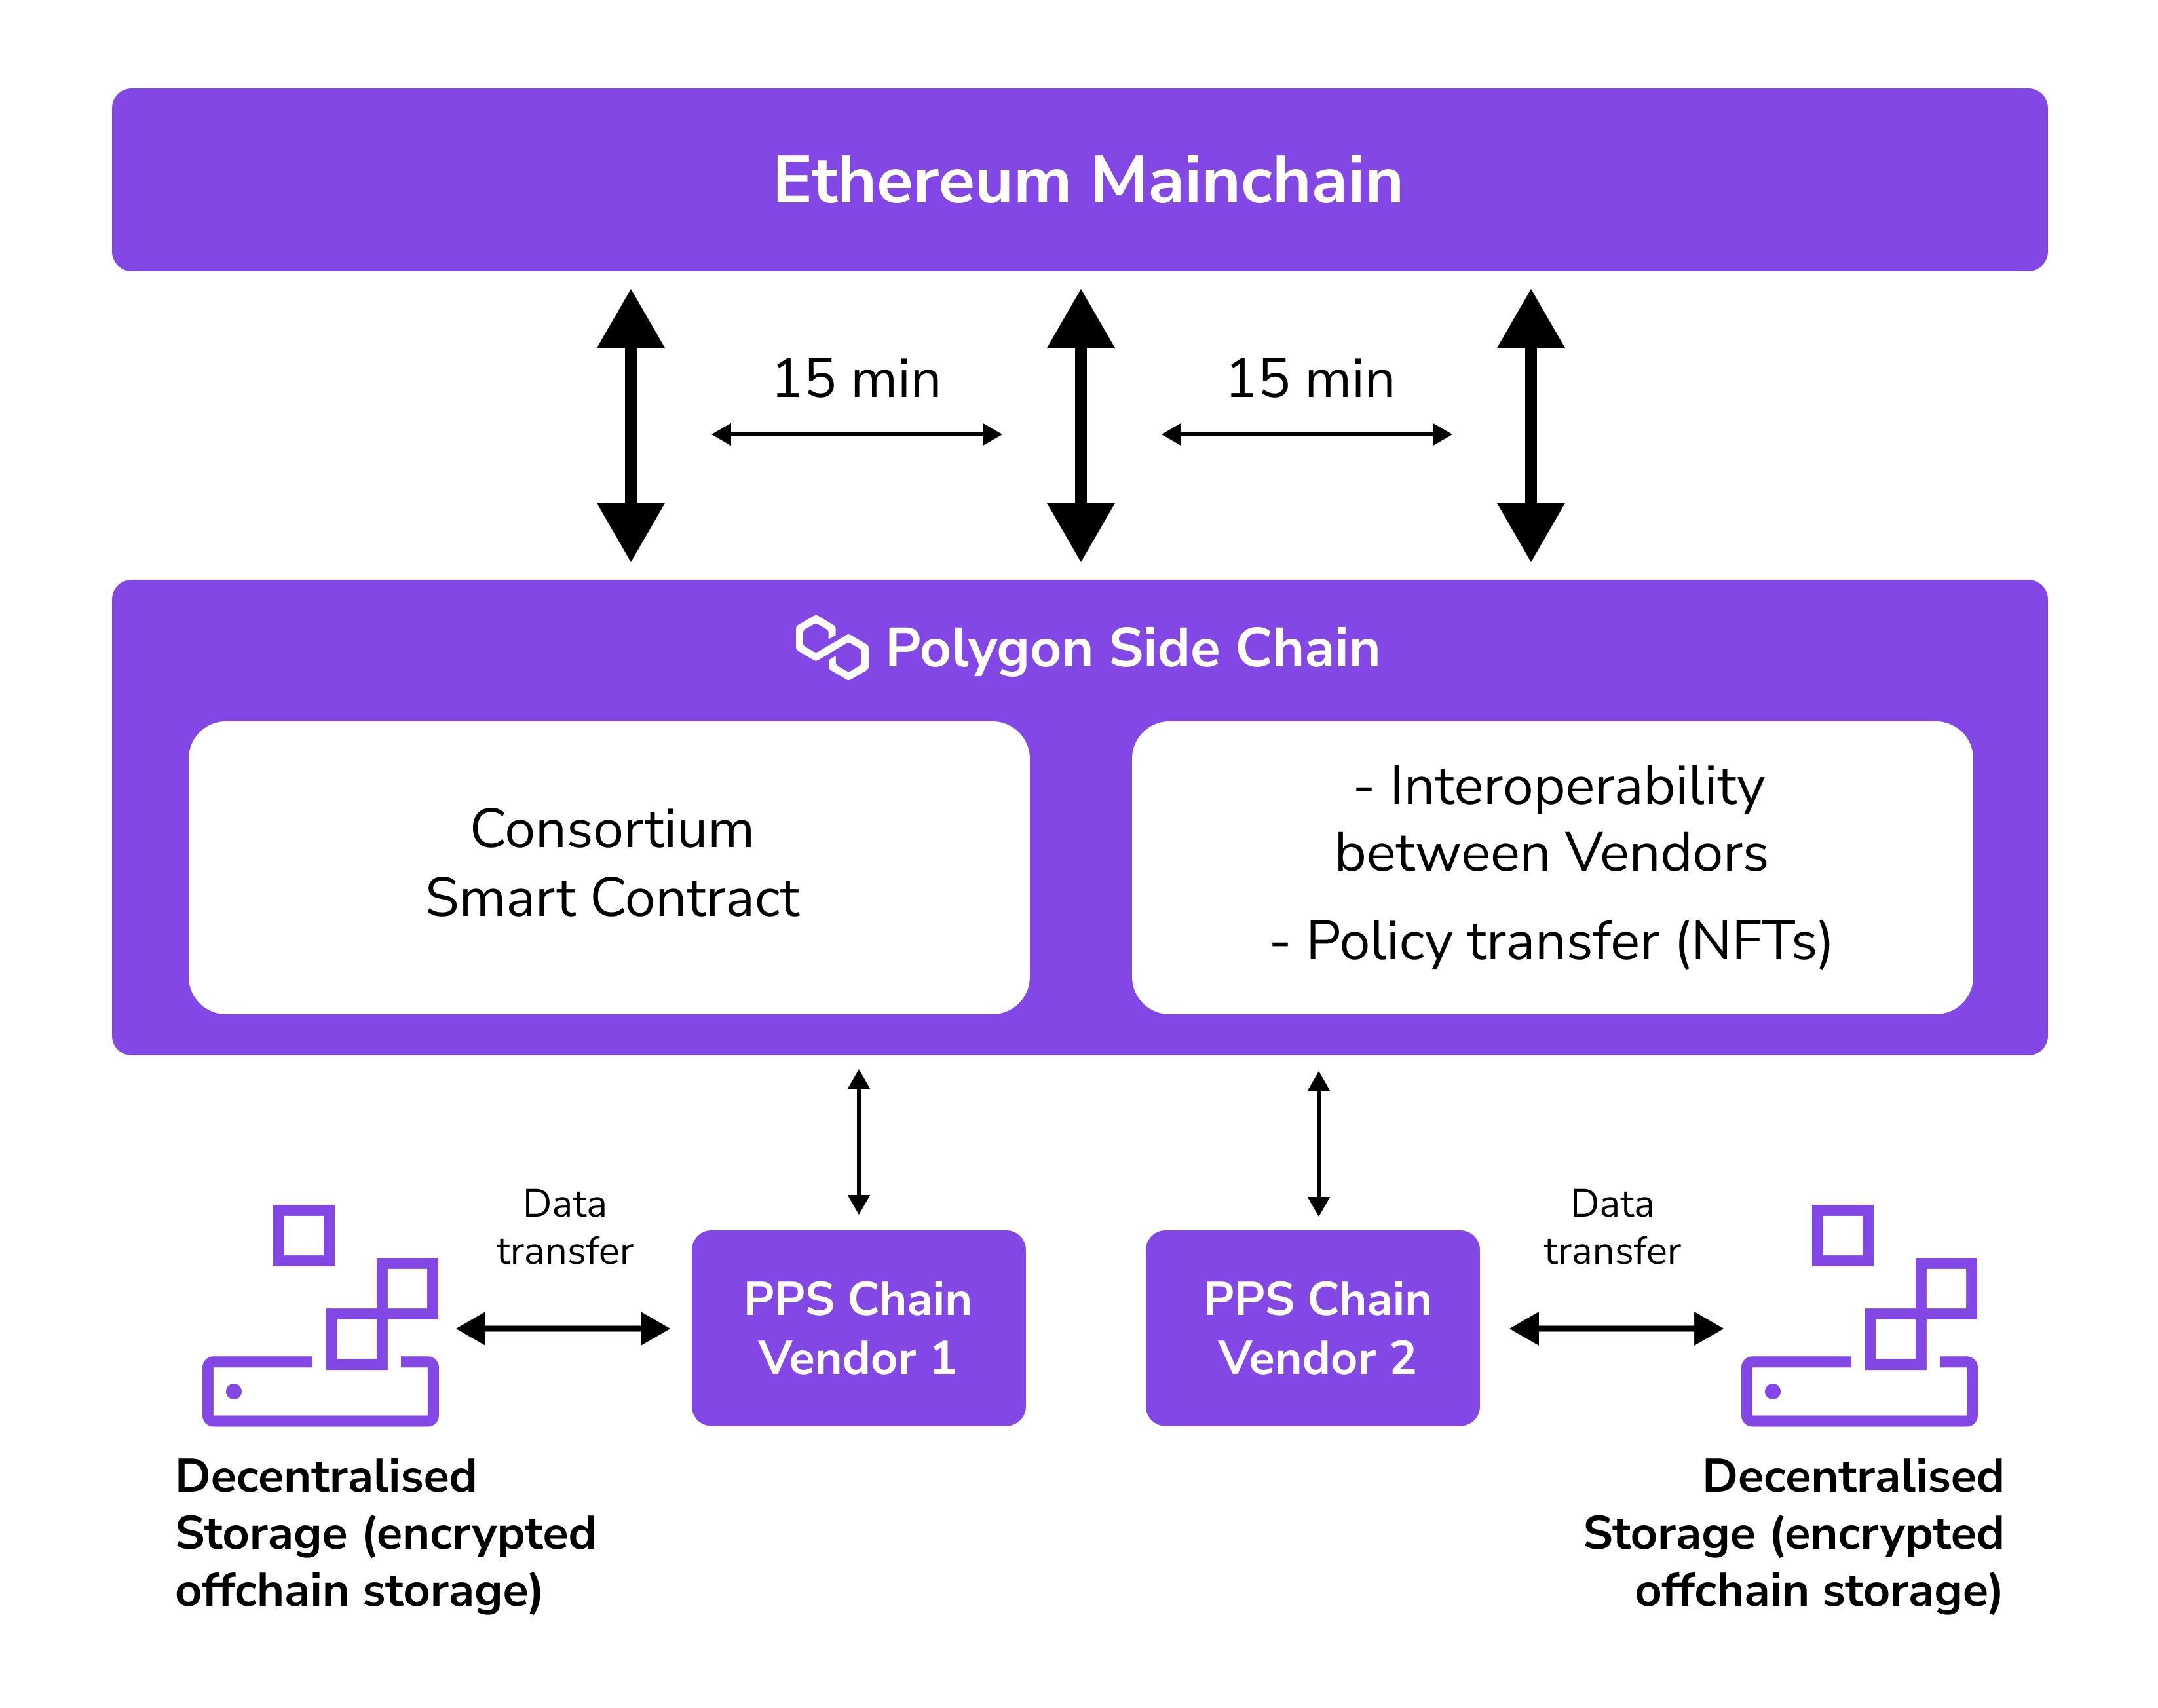 Ethereum Mainchain
15 min
15 min
Polygon Side Chain
Consortium
Smart Contract
- Interoperability
between Vendors
- Policy transfer (NFTs)
Data
transfer
PPS Chain
Vendor 1
PPS Chain
Vendor 2
Data
transfer
Decentralised
Storage (encrypted
offchain storage)
Decentralised
Storage (encrypted
offchain storage)